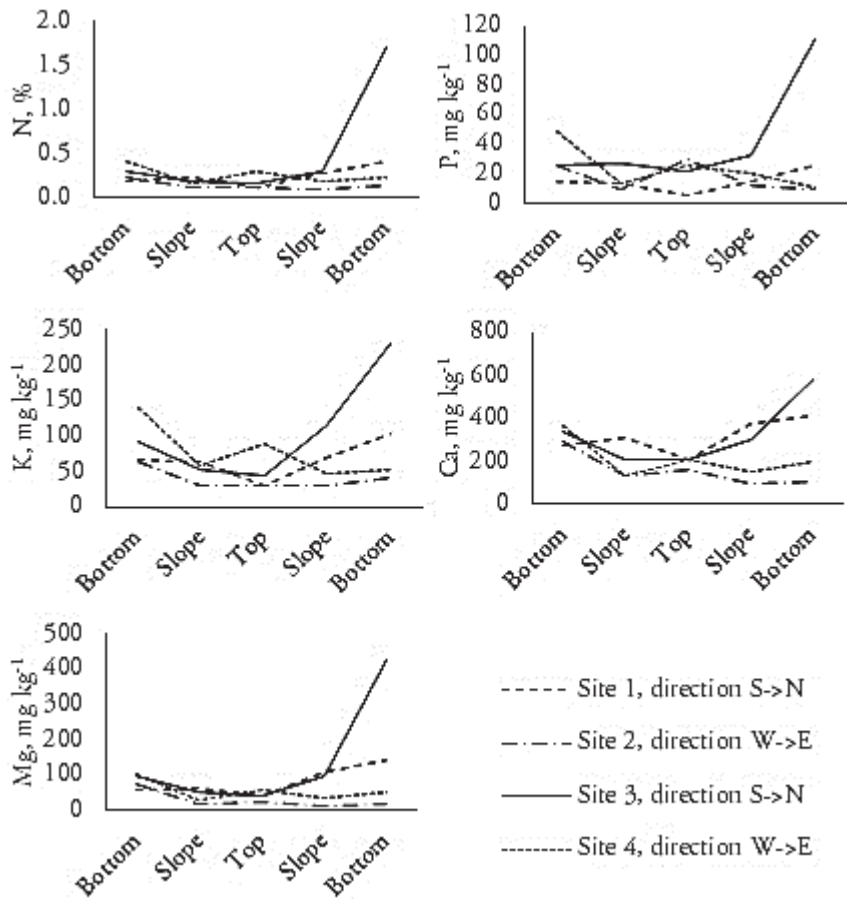 2.0
1.5
1.0
0.5
0.0
N, %
Bottom
Slope
Top
Slope
Bottom
120
100
80
60
40
20
0
P, mg kg-1
Bottom
Slope
Top
Slope
Bottom
250
200
150
100
50
0
K, mg kg-1
Bottom
Slope
Top
Slope
Bottom
800
600
400
200
0
Ca, mg kg-1
Bottom
Slope
Top
Slope
Bottom
500
400
300
200
100
0
Mg, mg kg-1
Bottom
Slope
Top
Slope
Bottom
Site 1, direction S->N
Site 2, direction W->E
Site 3, direction S->N
Site 4, direction W->E